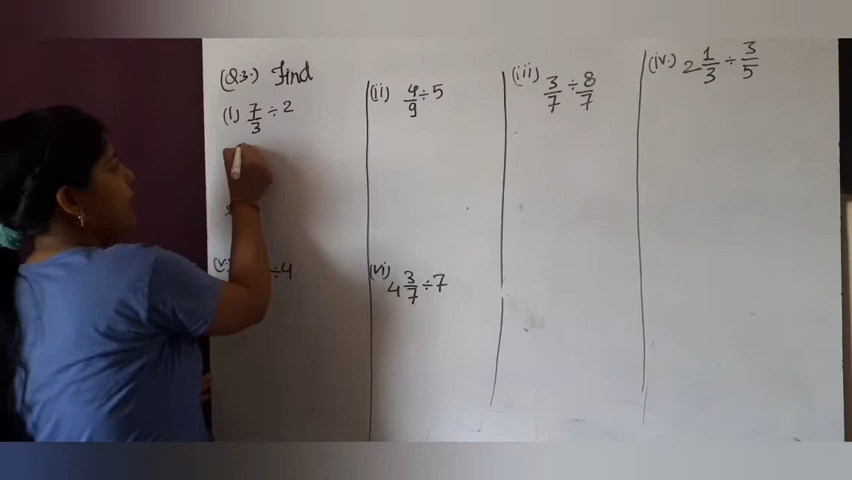 (Q3.) Find
(i) 7/3 ÷ 2
(ii) 4/9 ÷ 5
(iii) 3/7 ÷ 8/7
(iv.) 2 1/3 ÷ 3/5
(v.) ÷ 4
(vi) 4 3/7 ÷ 7